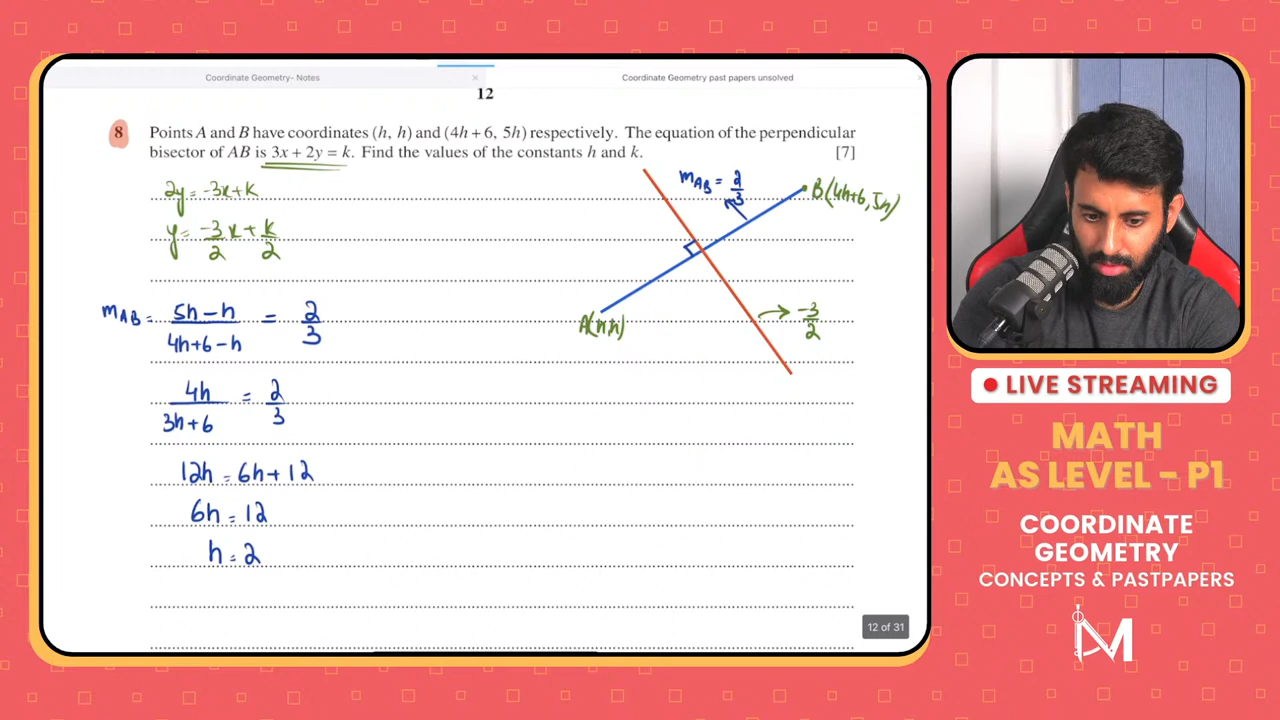 Coordinate Geometry- Notes
×
Coordinate Geometry past papers unsolved
×
12
8 Points A and B have coordinates (h, h) and (4h + 6, 5h) respectively. The equation of the perpendicular
bisector of AB is 3x + 2y = k. Find the values of the constants h and k. [7]
2y = -3x+k
y = -3/2 x + k/2
m_AB = 5h-h / 4h+6-h = 2/3
4h / 3h+6 = 2/3
12h = 6h+12
6h = 12
h = 2
m_AB = 2/3
B(4h+6, 5h)
A(h,h)
→ -3/2
12 of 31
LIVE STREAMING
MATH
AS LEVEL - P1
COORDINATE
GEOMETRY
CONCEPTS & PASTPAPERS
M